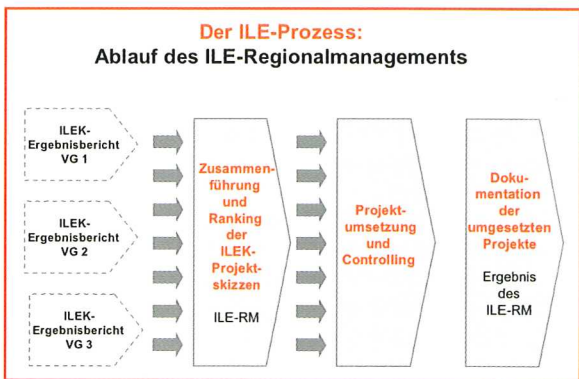 Der ILE-Prozess:
Ablauf des ILE-Regionalmanagements
ILEK-
Ergebnisbericht
VG 1
ILEK-
Ergebnisbericht
VG 2
ILEK-
Ergebnisbericht
VG 3
Zusammen-
führung
und
Ranking
der
ILEK-
Projekt-
skizzen
ILE-RM
Projekt-
umsetzung
und
Controlling
Doku-
mentation
der
umgesetzten
Projekte
Ergebnis
des
ILE-RM